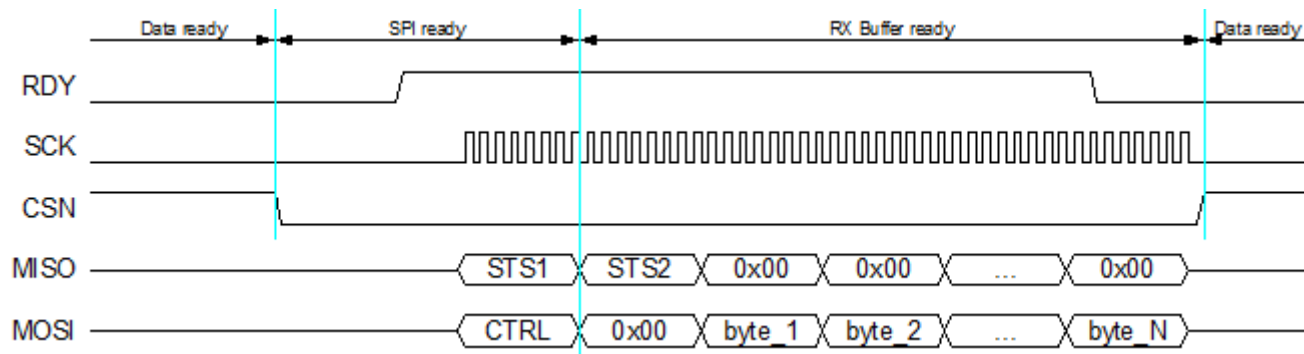 Data ready SPI ready RX Buffer ready Data ready
RDY
SCK
CSN
MISO STS1 STS2 0x00 0x00 ... 0x00
MOSI CTRL 0x00 byte_1 byte_2 ... byte_N